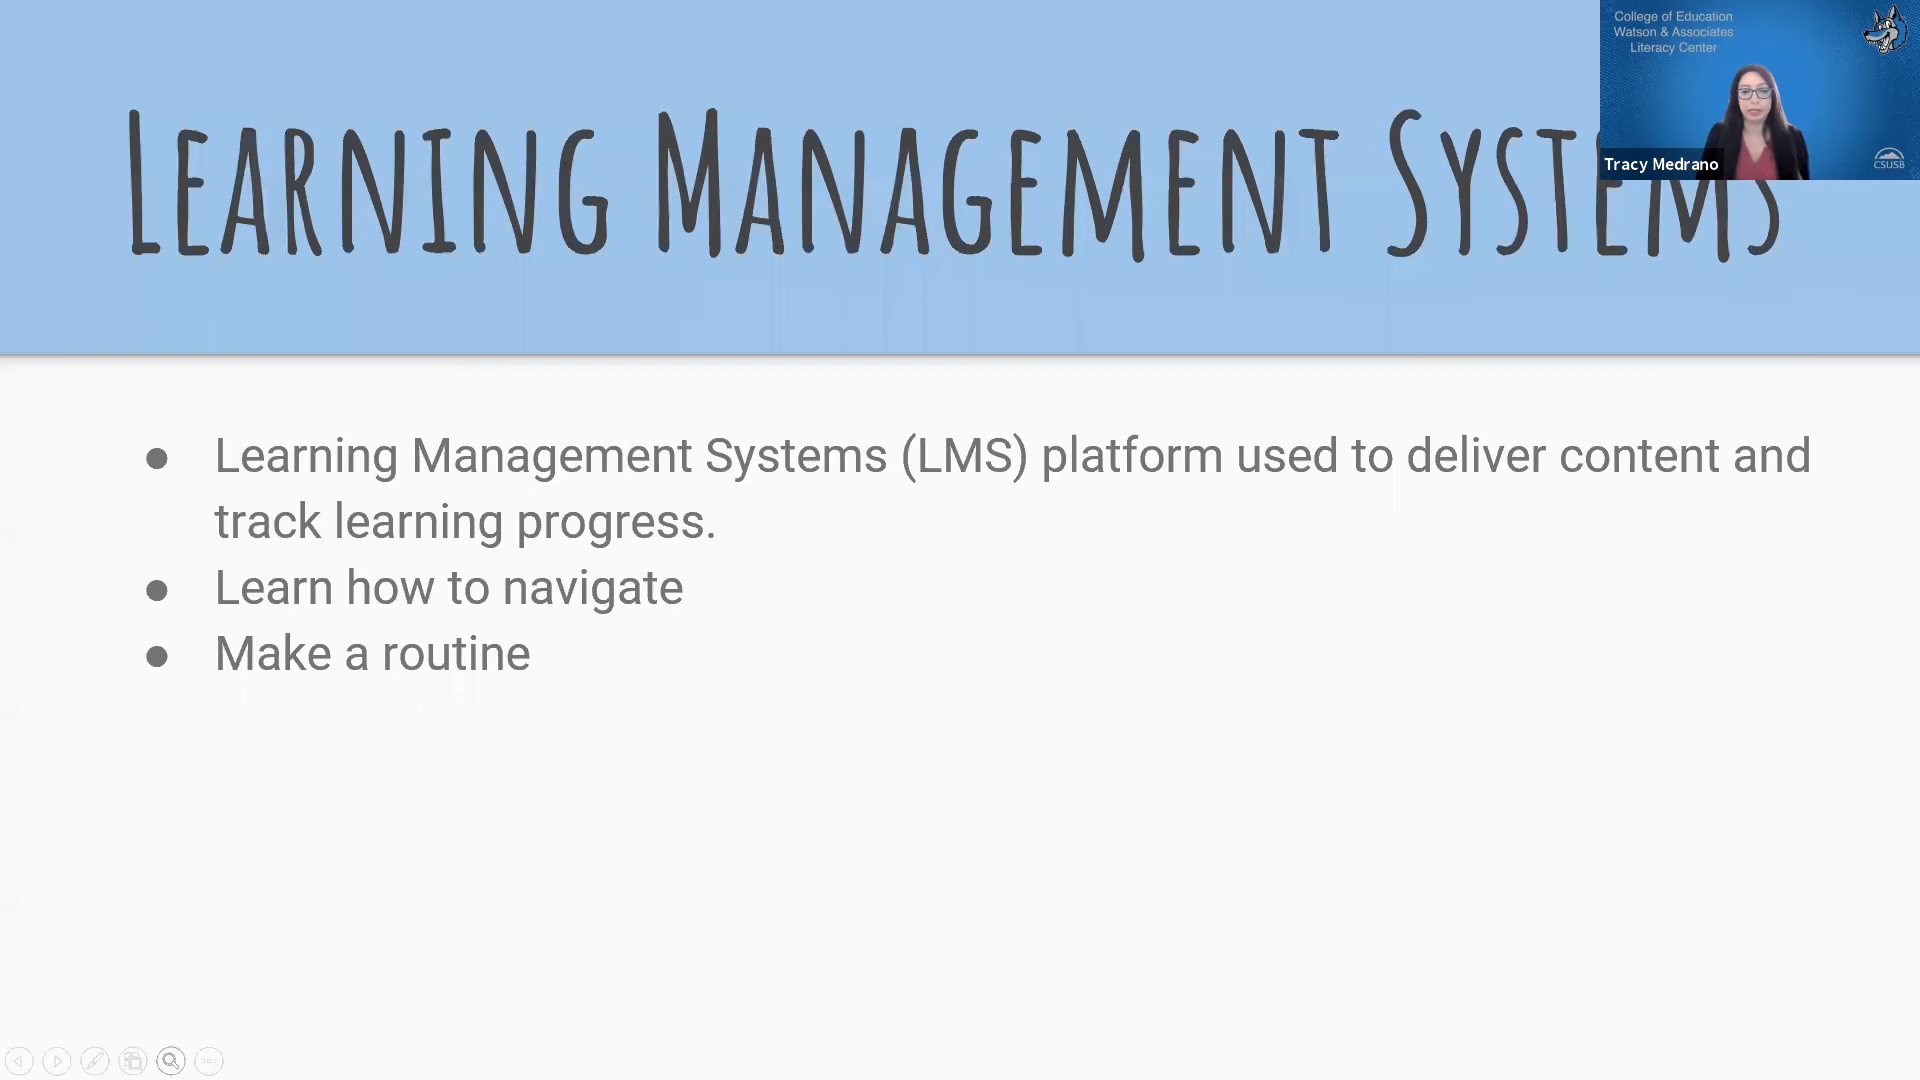 College of Education
Watson & Associates
Literacy Center
LEARNING MANAGEMENT SYSTEMS
Tracy Medrano
CSUSB
● Learning Management Systems (LMS) platform used to deliver content and
track learning progress.
● Learn how to navigate
● Make a routine